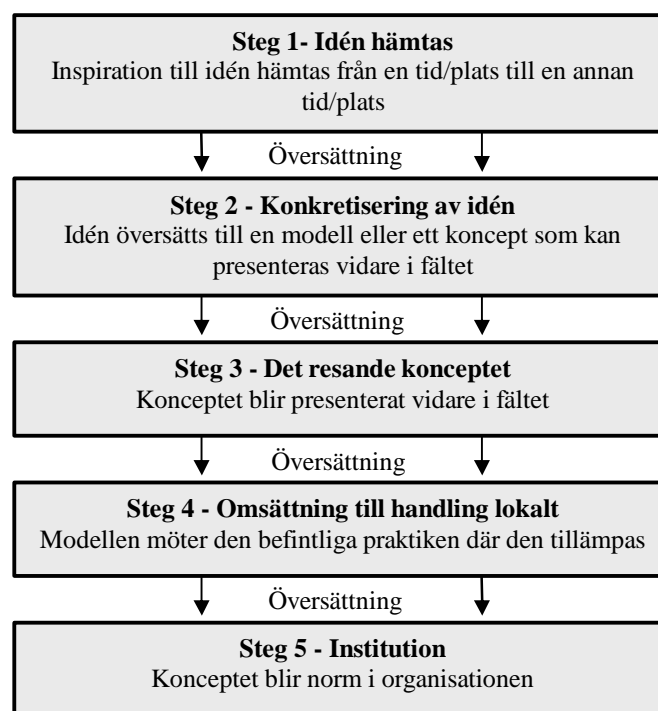 Steg 1- Idén hämtas
Inspiration till idén hämtas från en tid/plats till en annan
tid/plats
Översättning
Steg 2 - Konkretisering av idén
Idén översätts till en modell eller ett koncept som kan
presenteras vidare i fältet
Översättning
Steg 3 - Det resande konceptet
Konceptet blir presenterat vidare i fältet
Översättning
Steg 4 - Omsättning till handling lokalt
Modellen möter den befintliga praktiken där den tillämpas
Översättning
Steg 5 - Institution
Konceptet blir norm i organisationen